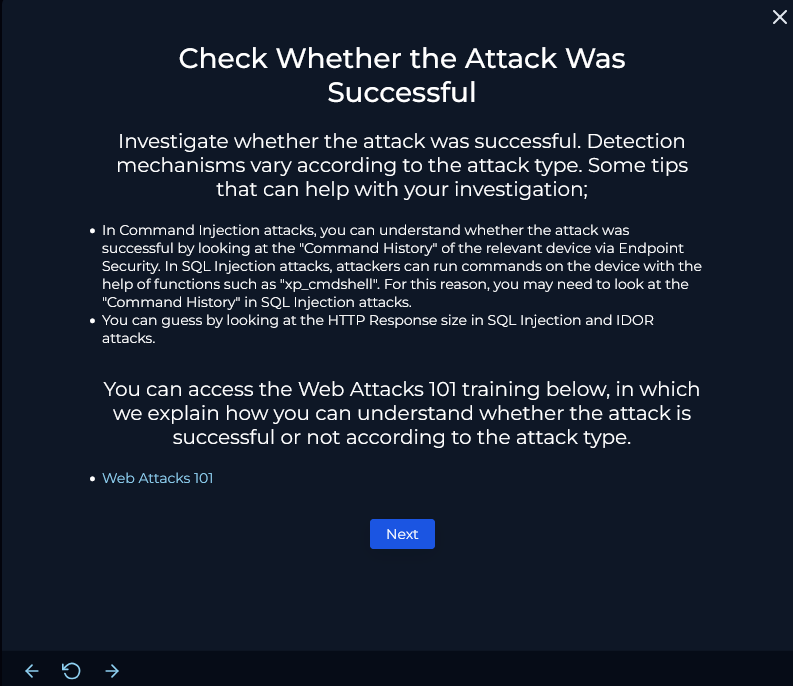 Check Whether the Attack Was
Successful
Investigate whether the attack was successful. Detection
mechanisms vary according to the attack type. Some tips
that can help with your investigation;
In Command Injection attacks, you can understand whether the attack was
successful by looking at the "Command History" of the relevant device via Endpoint
Security. In SQL Injection attacks, attackers can run commands on the device with the
help of functions such as "xp_cmdshell". For this reason, you may need to look at the
"Command History" in SQL Injection attacks.
You can guess by looking at the HTTP Response size in SQL Injection and IDOR
attacks.
You can access the Web Attacks 101 training below, in which
we explain how you can understand whether the attack is
successful or not according to the attack type.
Web Attacks 101
Next